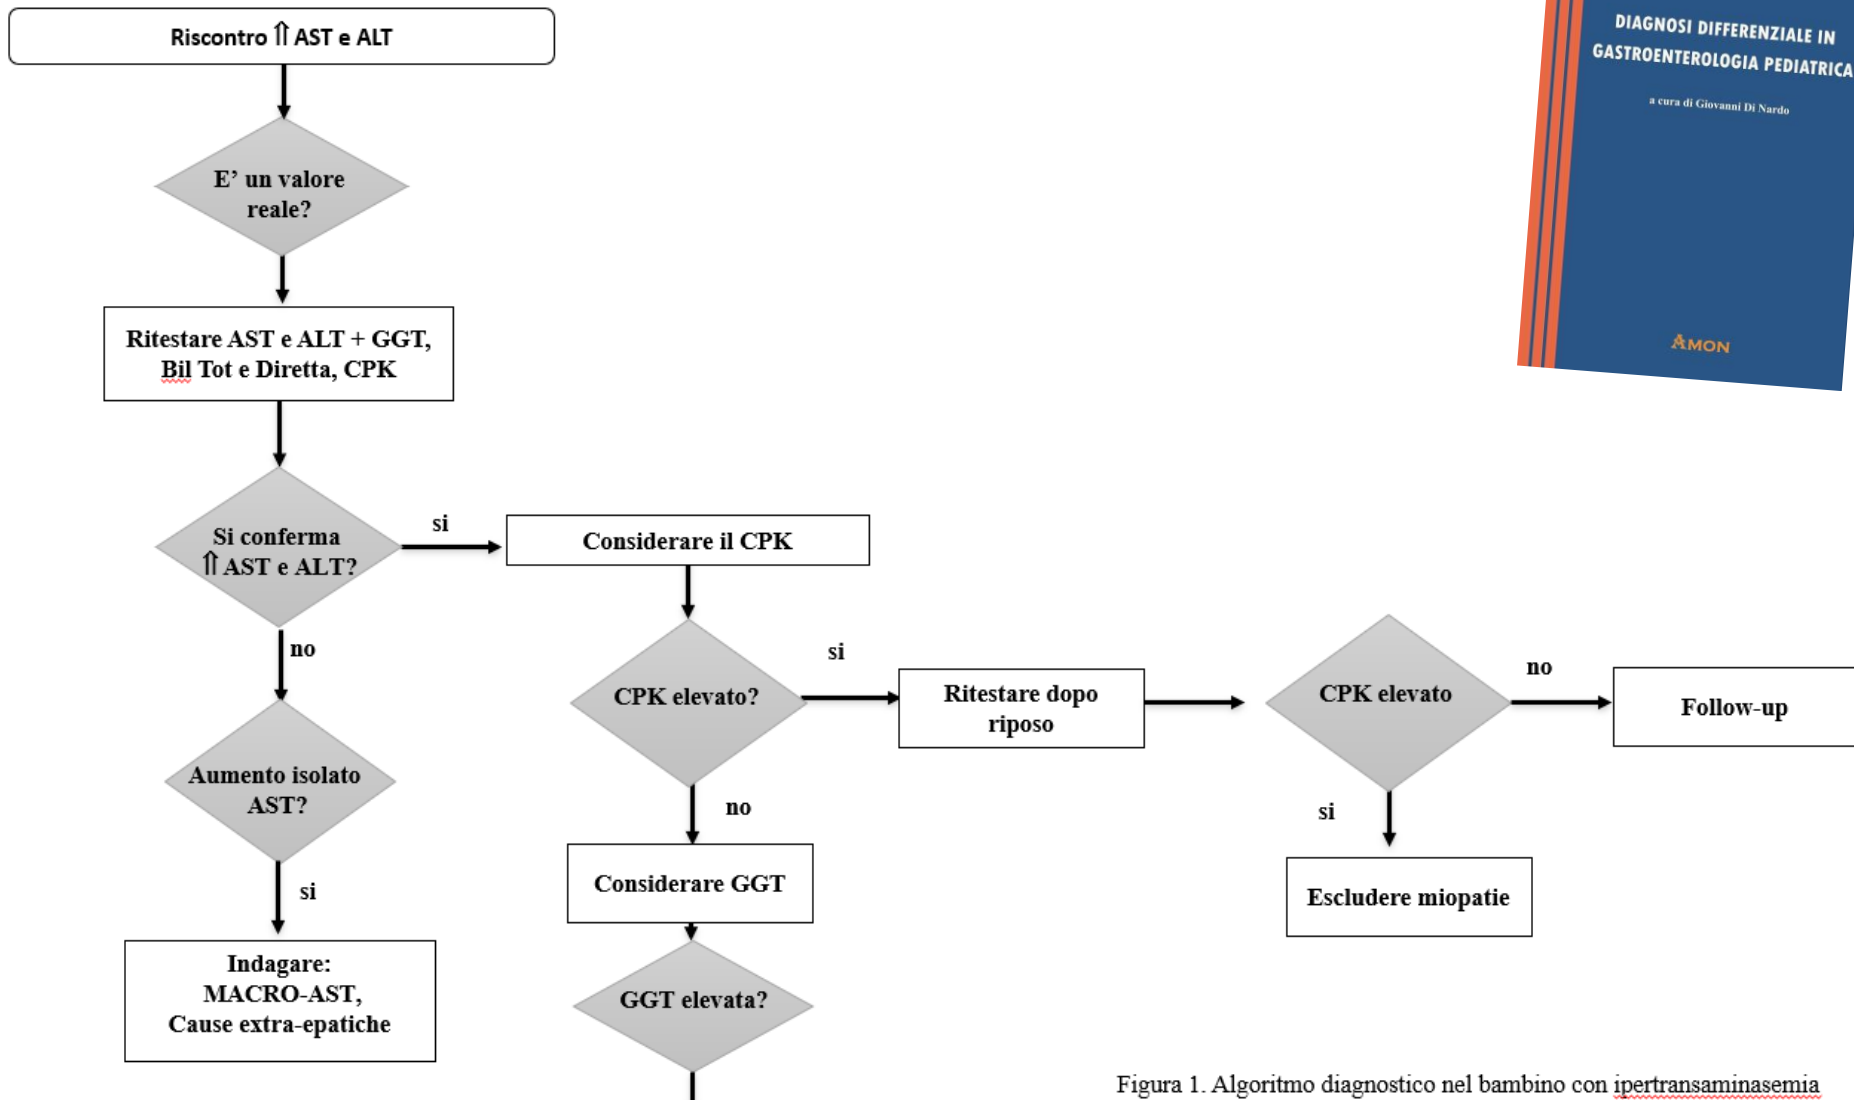 Riscontro ⇑ AST e ALT
E' un valore
reale?
Ritestare AST e ALT + GGT,
Bil Tot e Diretta, CPK
Si conferma
⇑ AST e ALT?
si
Considerare il CPK
no
Aumento isolato
AST?
si
Indagare:
MACRO-AST,
Cause extra-epatiche
CPK elevato?
si
Ritestare dopo
riposo
CPK elevato
no
Follow-up
si
Escludere miopatie
no
Considerare GGT
GGT elevata?
DIAGNOSI DIFFERENZIALE IN
GASTROENTEROLOGIA PEDIATRICA
a cura di Giovanni Di Nardo
AMON
Figura 1. Algoritmo diagnostico nel bambino con ipertransaminasemia